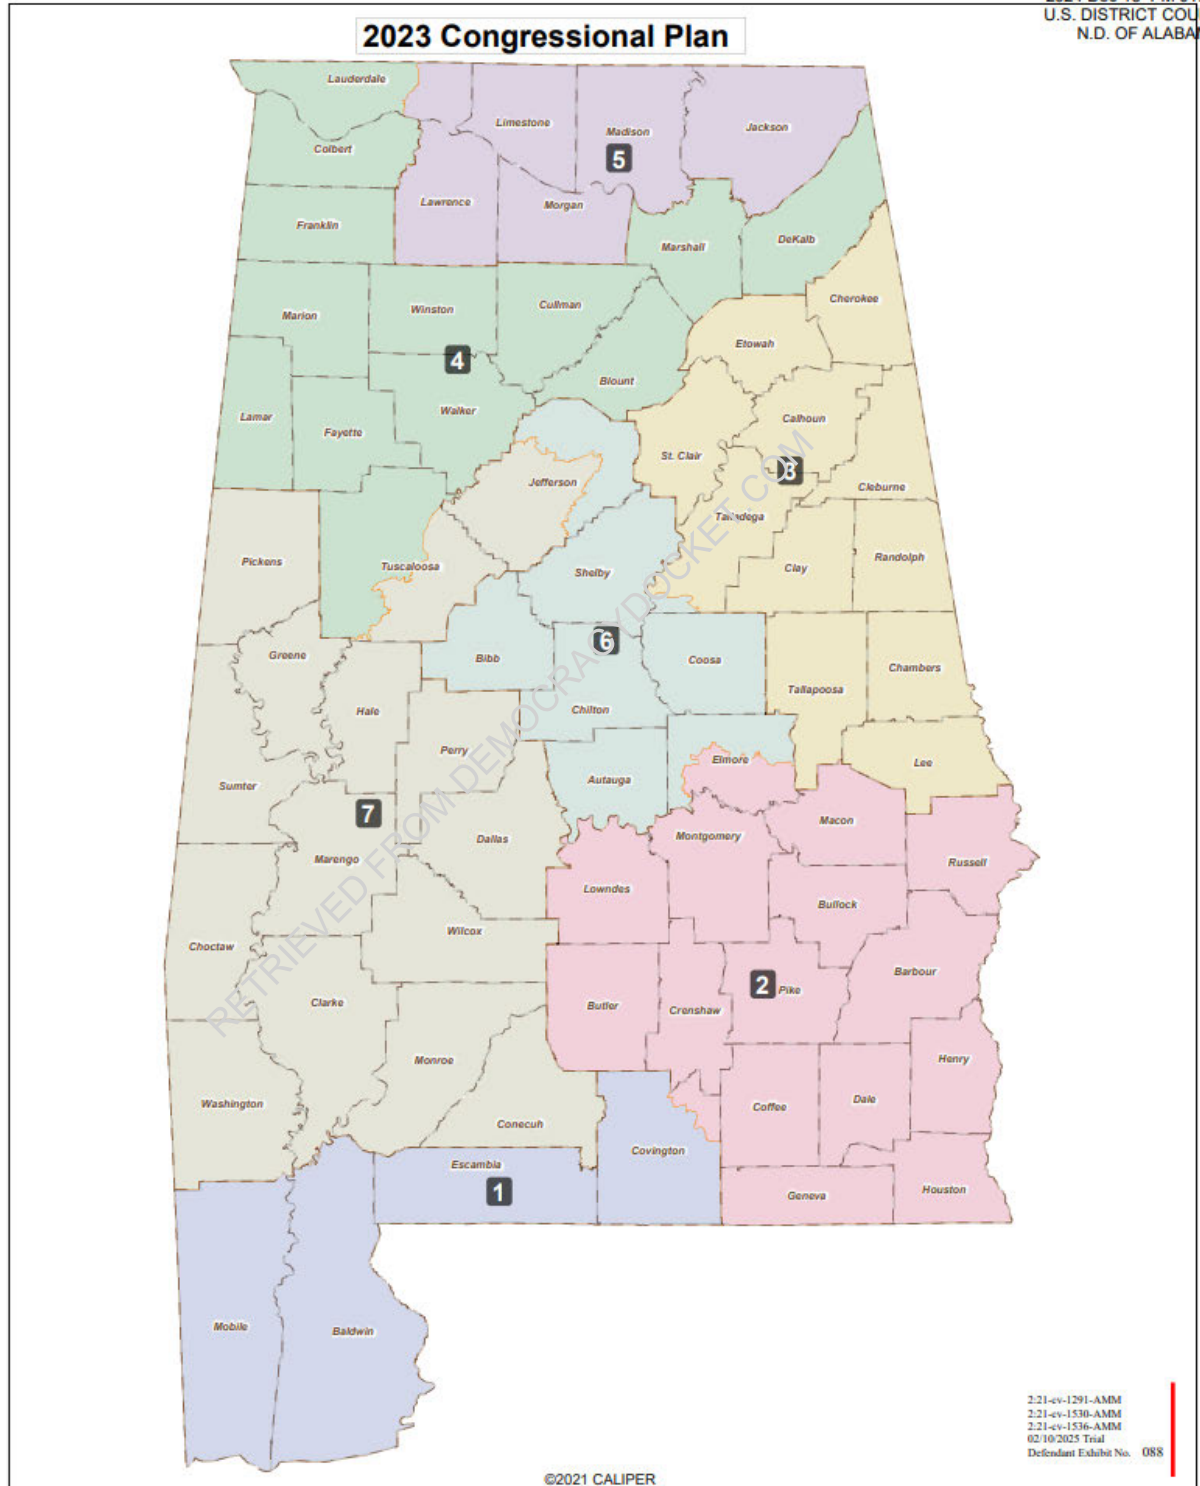 U.S. DISTRICT COU
N.D. OF ALABA
2023 Congressional Plan
Lauderdale
Limestone
Madison
Jackson
5
Colbert
Lawrence
Morgan
Franklin
Marshall
DeKalb
Cherokee
Marion
Winston
Cullman
Etowah
4
Blount
Lamar
Fayette
Walker
Calhoun
St. Clair
3
Jefferson
Cleburne
Talladega
Pickens
Tuscaloosa
Shelby
Clay
Randolph
Greene
6
Bibb
Coosa
Chambers
Tallapoosa
Hale
Chilton
Perry
Elmore
Lee
Sumter
Autauga
7
Macon
Montgomery
Dallas
Marengo
Russell
Lowndes
Bullock
Wilcox
Choctaw
Barbour
2
Pike
Clarke
Butler
Crenshaw
Monroe
Henry
Washington
Coffee
Dale
Conecuh
Covington
Escambia
1
Geneva
Houston
Mobile
Baldwin
RETRIEVED FROM DEMOCRACYDOCKET.COM
2:21-cv-1291-AMM
2:21-cv-1530-AMM
2:21-cv-1536-AMM
02/10/2025 Trial
Defendant Exhibit No. 088
©2021 CALIPER